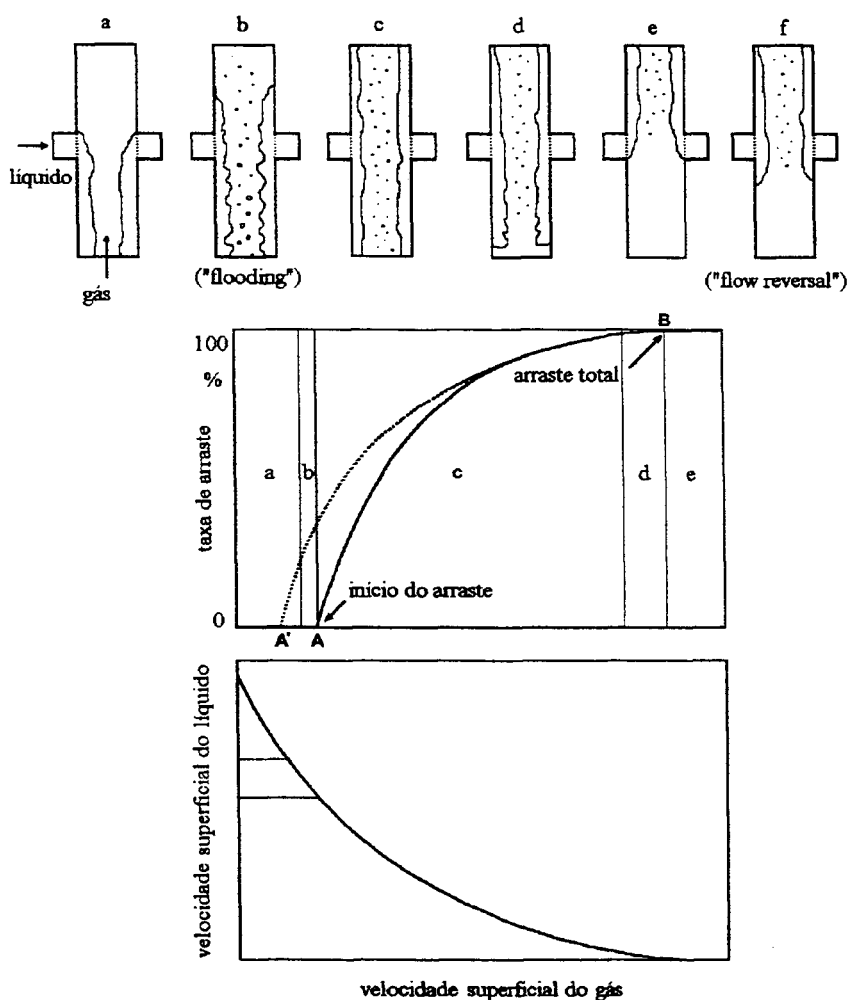 a b c d e f
líquido
gás
("flooding")
("flow reversal")
100
%
taxa de arraste
0
a b c d e
B
arraste total
início do arraste
A' A
velocidade superficial do líquido
velocidade superficial do gás